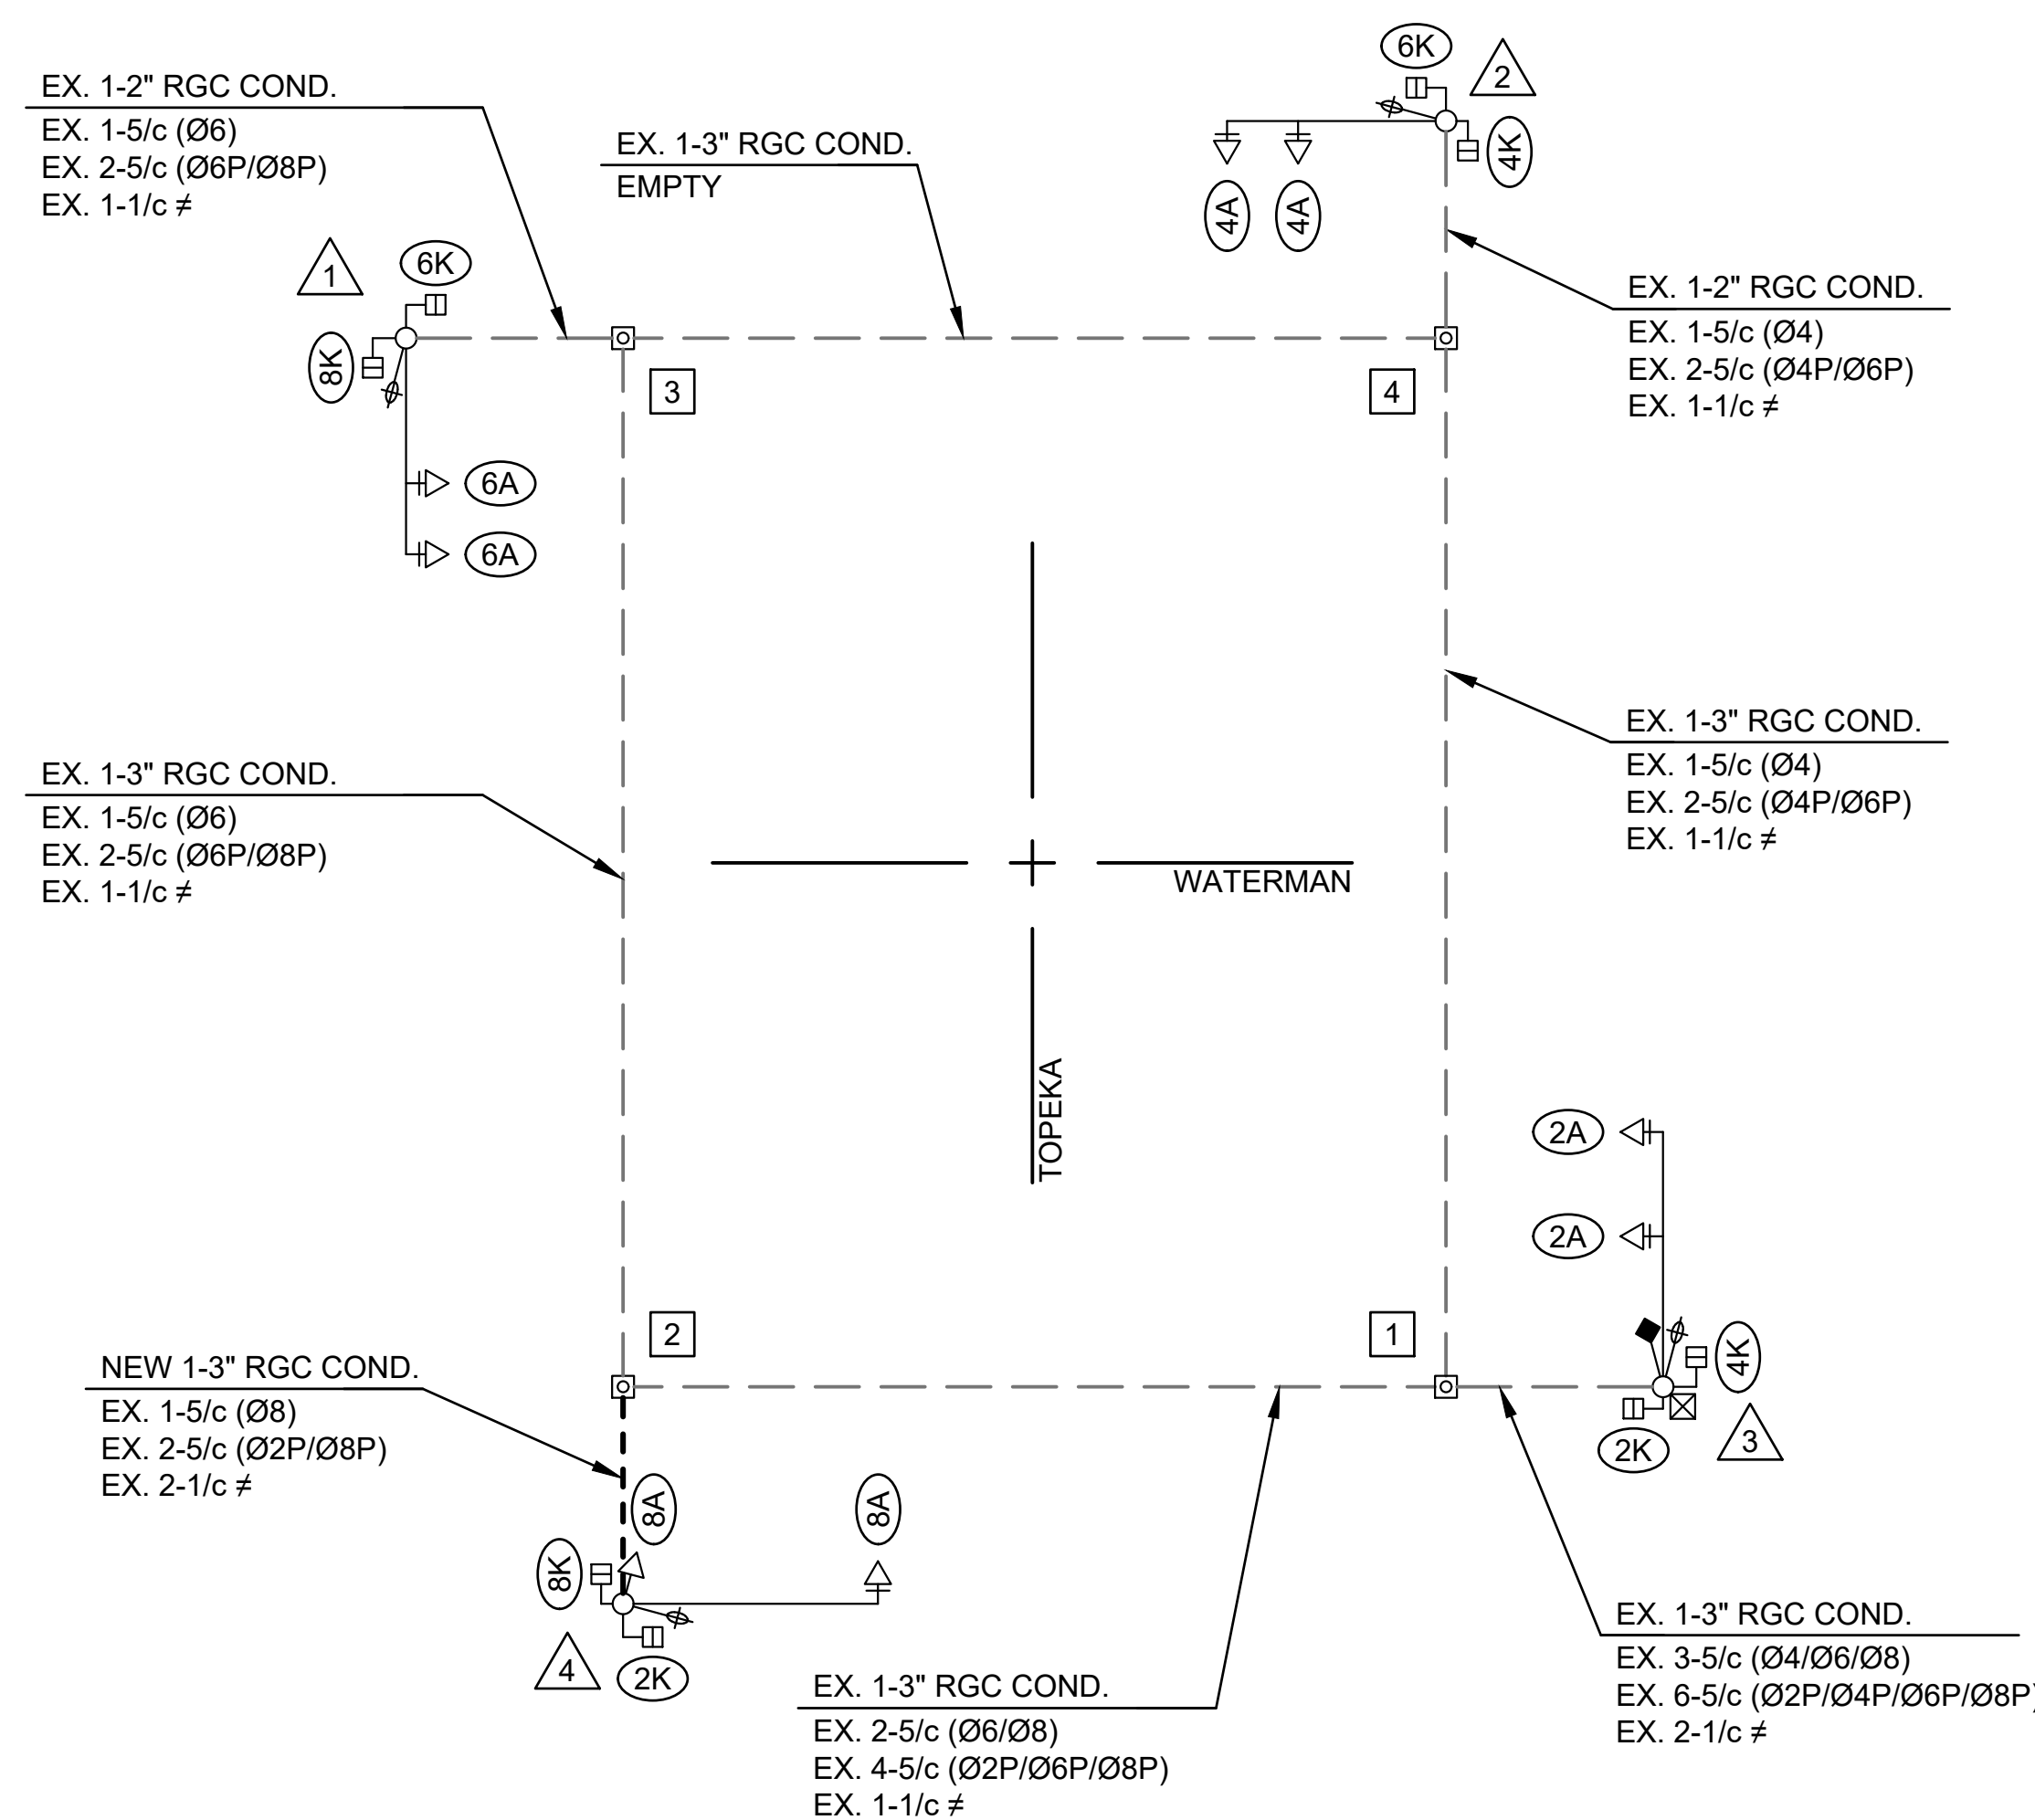 6K
2
EX. 1-2" RGC COND.
EX. 1-5/c (Ø6)
EX. 2-5/c (Ø6P/Ø8P)
EX. 1-1/c ≠
EX. 1-3" RGC COND.
EMPTY
4K
4A
4A
1
6K
8K
EX. 1-2" RGC COND.
EX. 1-5/c (Ø4)
EX. 2-5/c (Ø4P/Ø6P)
EX. 1-1/c ≠
3
4
6A
6A
EX. 1-3" RGC COND.
EX. 1-5/c (Ø4)
EX. 2-5/c (Ø4P/Ø6P)
EX. 1-1/c ≠
EX. 1-3" RGC COND.
EX. 1-5/c (Ø6)
EX. 2-5/c (Ø6P/Ø8P)
EX. 1-1/c ≠
WATERMAN
TOPEKA
2A
2A
2
1
4K
2K
3
NEW 1-3" RGC COND.
EX. 1-5/c (Ø8)
EX. 2-5/c (Ø2P/Ø8P)
EX. 2-1/c ≠
8A
8A
8K
4
2K
EX. 1-3" RGC COND.
EX. 2-5/c (Ø6/Ø8)
EX. 4-5/c (Ø2P/Ø6P/Ø8P)
EX. 1-1/c ≠
EX. 1-3" RGC COND.
EX. 3-5/c (Ø4/Ø6/Ø8)
EX. 6-5/c (Ø2P/Ø4P/Ø6P/Ø8P)
EX. 2-1/c ≠